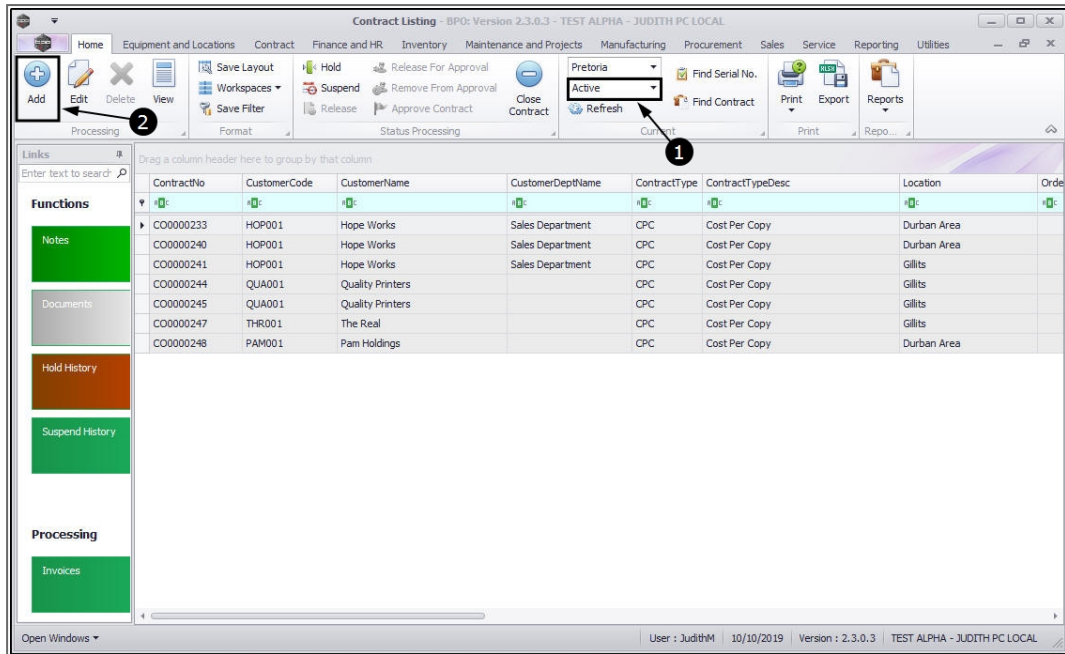 Contract Listing - BPO: Version 2.3.0.3 - TEST ALPHA - JUDITH PC LOCAL
Home Equipment and Locations Contract Finance and HR Inventory Maintenance and Projects Manufacturing Procurement Sales Service Reporting Utilities
Save Layout Hold Release For Approval Pretoria Find Serial No.
Workspaces Suspend Remove From Approval Active
Add Edit Delete View Close Contract Find Contract Print Export Reports
Save Filter Release Approve Contract Refresh
Processing Format Status Processing Current Print Repo...
2
1
Links
Drag a column header here to group by that column
Enter text to search
ContractNo CustomerCode CustomerName CustomerDeptName ContractType ContractTypeDesc Location Orde
Functions
CO0000233 HOP001 Hope Works Sales Department CPC Cost Per Copy Durban Area
Notes
CO0000240 HOP001 Hope Works Sales Department CPC Cost Per Copy Durban Area
CO0000241 HOP001 Hope Works Sales Department CPC Cost Per Copy Gillits
CO0000244 QUA001 Quality Printers CPC Cost Per Copy Gillits
CO0000245 QUA001 Quality Printers CPC Cost Per Copy Gillits
Documents
CO0000247 THR001 The Real CPC Cost Per Copy Gillits
CO0000248 PAM001 Pam Holdings CPC Cost Per Copy Durban Area
Hold History
Suspend History
Processing
Invoices
Open Windows User : JudithM 10/10/2019 Version : 2.3.0.3 TEST ALPHA - JUDITH PC LOCAL